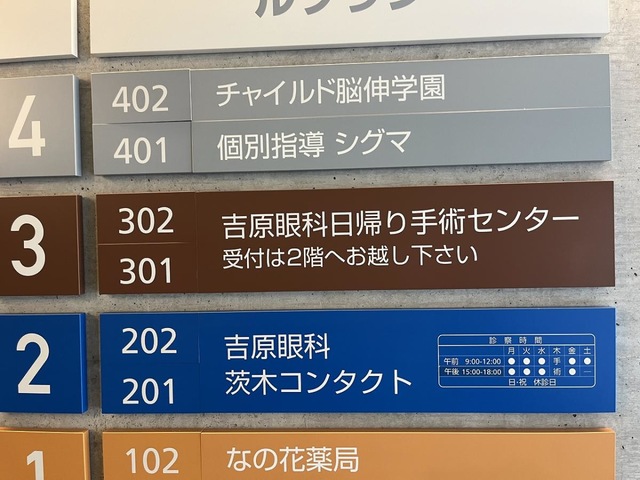 4
402 チャイルド脳伸学園
401 個別指導 シグマ
3
302 吉原眼科日帰り手術センター
301 受付は2階へお越し下さい
2
202 吉原眼科
201 茨木コンタクト
診察時間
月 火 水 木 金 土
午前 9:00-12:00 ● ● ● 手 ● ●
午後 15:00-18:00 ● ● ● 術 ● －
日・祝 休診日
1
102 なの花薬局